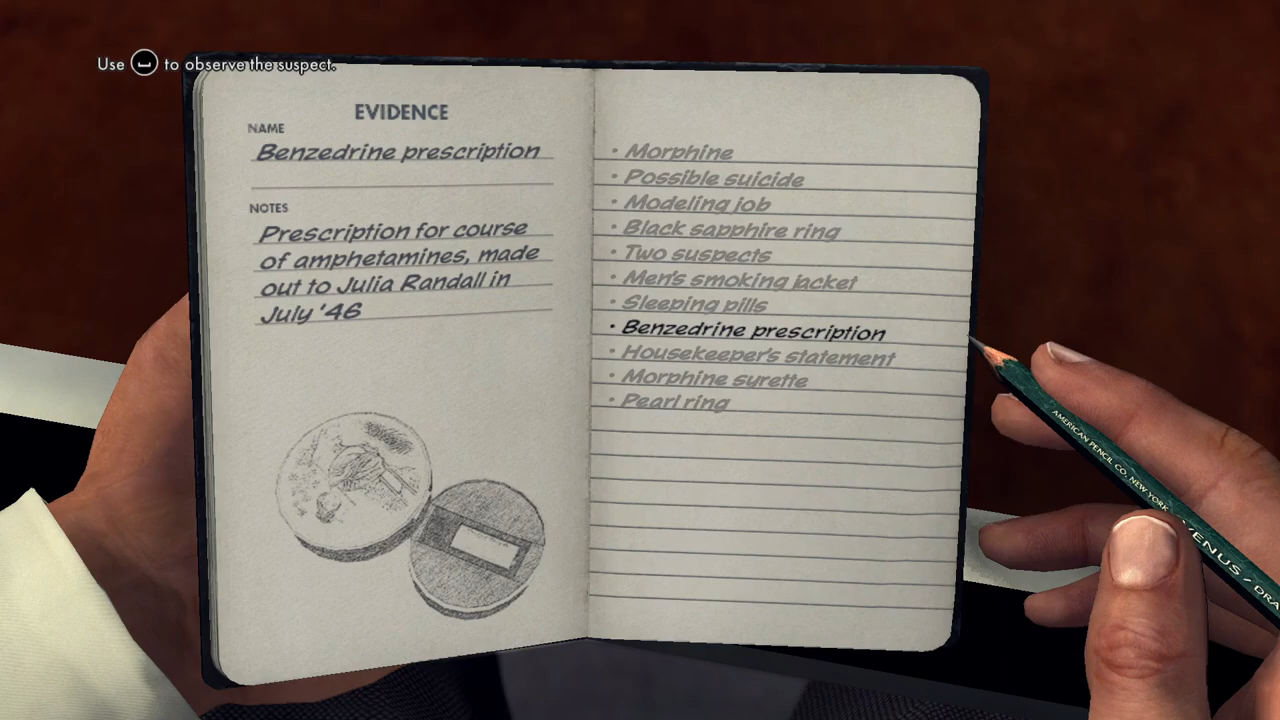 Use to observe the suspect.
EVIDENCE
NAME
Benzedrine prescription
NOTES
Prescription for course
of amphetamines, made
out to Julia Randall in
July '46
• Morphine
• Possible suicide
• Modeling job
• Black sapphire ring
• Two suspects
• Men's smoking jacket
• Sleeping pills
• Benzedrine prescription
• Housekeeper's statement
• Morphine syrette
• Pearl ring
AMERICAN PENCIL CO. NEW YORK
VENUS / DRA